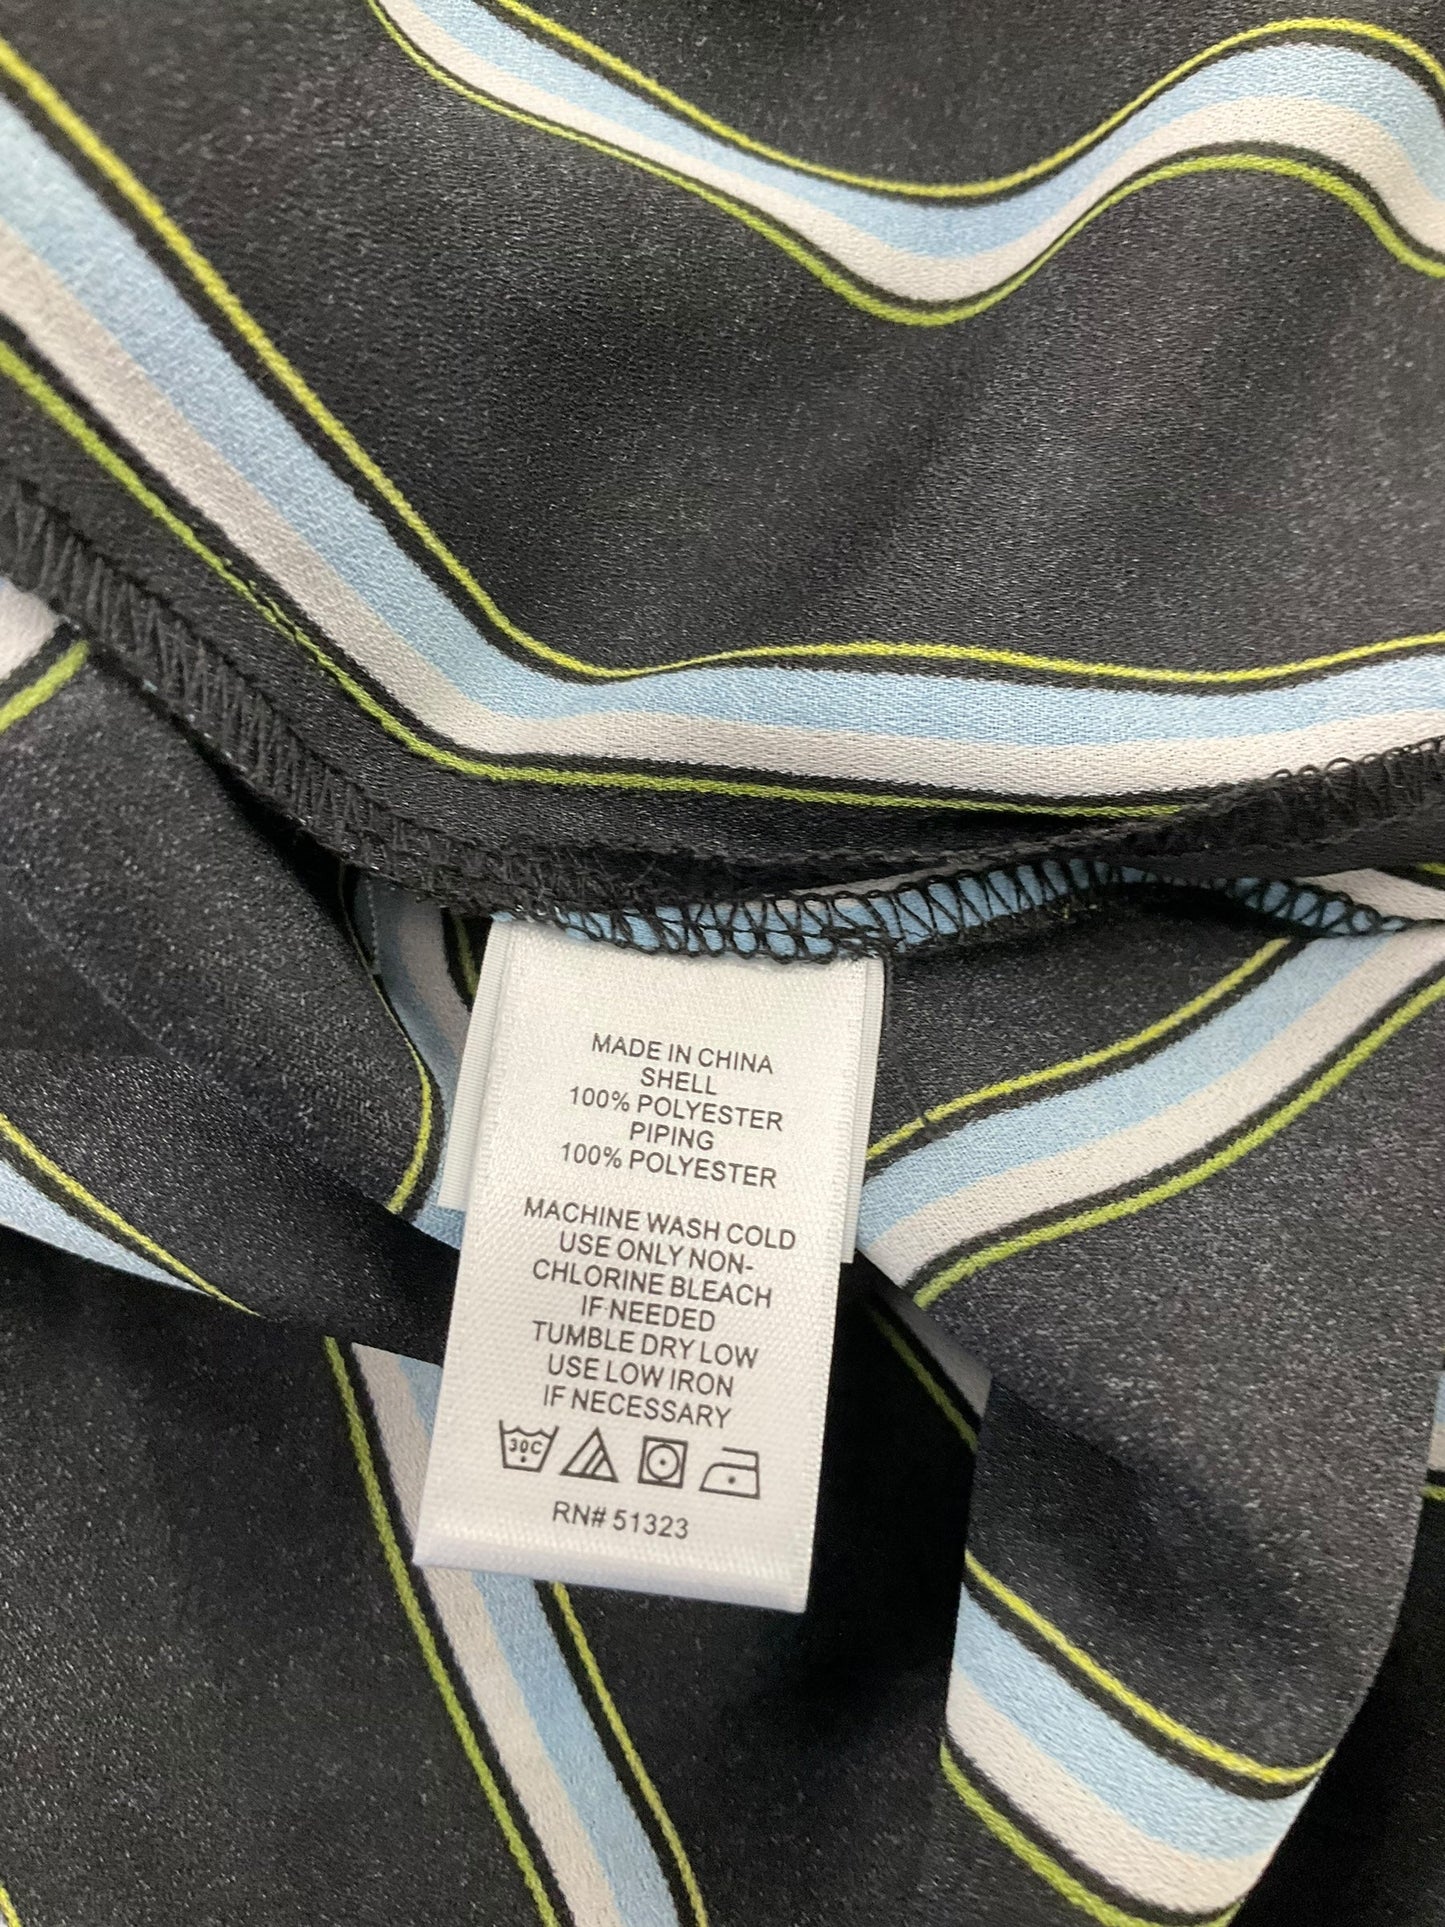 MADE IN CHINA
SHELL
100% POLYESTER
PIPING
100% POLYESTER
MACHINE WASH COLD
USE ONLY NON-
CHLORINE BLEACH
IF NEEDED
TUMBLE DRY LOW
USE LOW IRON
IF NECESSARY
30C
RN# 51323